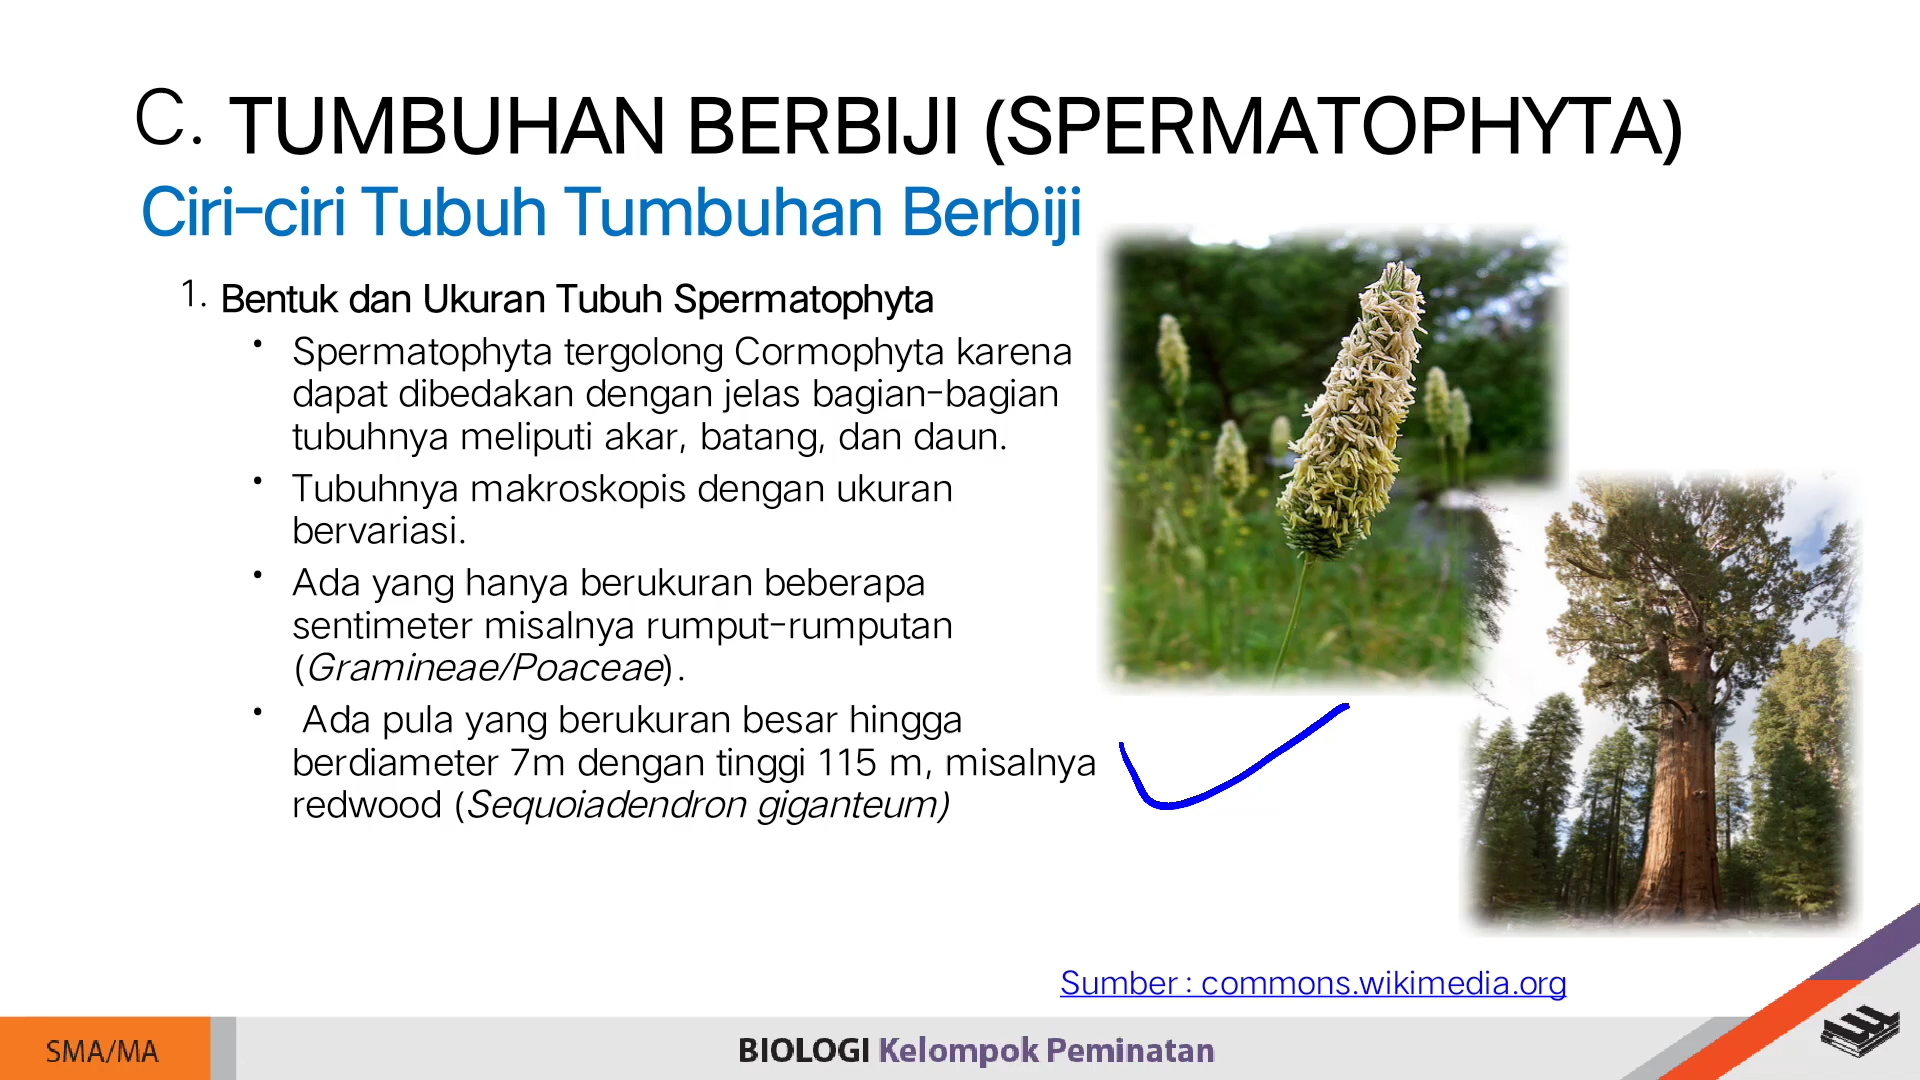 C. TUMBUHAN BERBIJI (SPERMATOPHYTA)
Ciri-ciri Tubuh Tumbuhan Berbiji
1. Bentuk dan Ukuran Tubuh Spermatophyta
• Spermatophyta tergolong Cormophyta karena
dapat dibedakan dengan jelas bagian-bagian
tubuhnya meliputi akar, batang, dan daun.
• Tubuhnya makroskopis dengan ukuran
bervariasi.
• Ada yang hanya berukuran beberapa
sentimeter misalnya rumput-rumputan
(Gramineae/Poaceae).
• Ada pula yang berukuran besar hingga
berdiameter 7m dengan tinggi 115 m, misalnya
redwood (Sequoiadendron giganteum)
Sumber : commons.wikimedia.org
SMA/MA
BIOLOGI Kelompok Peminatan